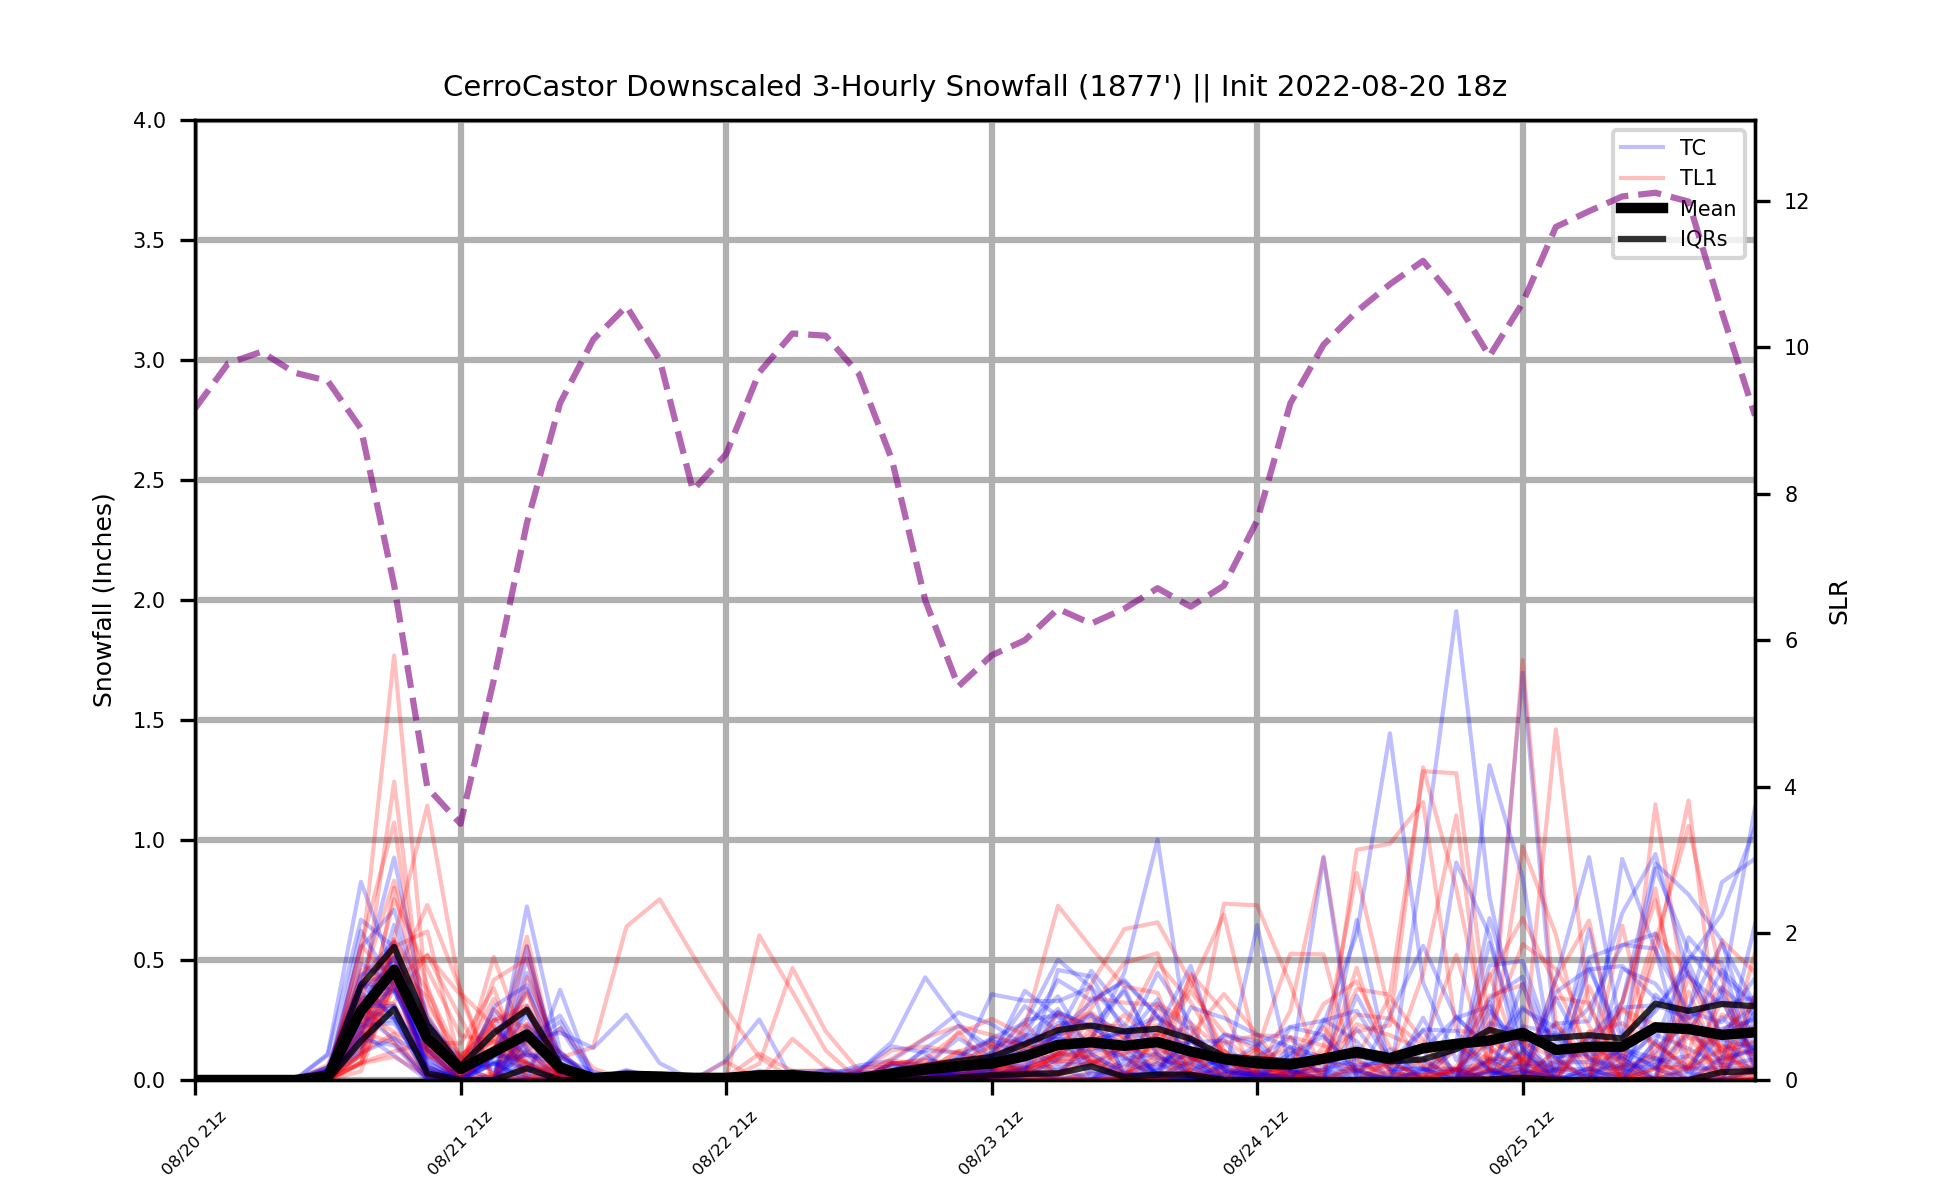 CerroCastor Downscaled 3-Hourly Snowfall (1877') || Init 2022-08-20 18z
4.0
3.5
3.0
2.5
2.0
1.5
1.0
0.5
0.0
Snowfall (Inches)
TC
TL1
Mean
IQRs
12
10
8
6
4
2
0
SLR
08/20 21z
08/21 21z
08/22 21z
08/23 21z
08/24 21z
08/25 21z